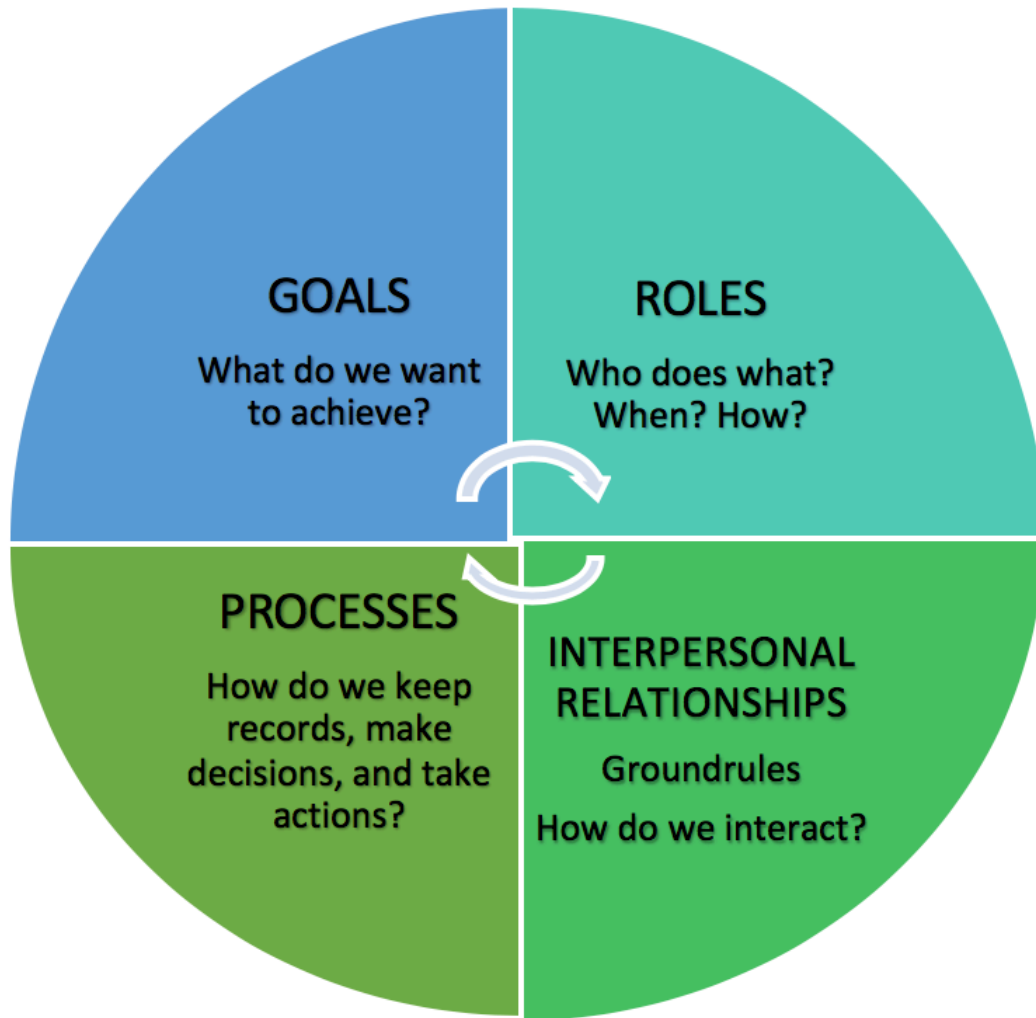 GOALS
What do we want
to achieve?
ROLES
Who does what?
When? How?
PROCESSES
How do we keep
records, make
decisions, and take
actions?
INTERPERSONAL
RELATIONSHIPS
Groundrules
How do we interact?